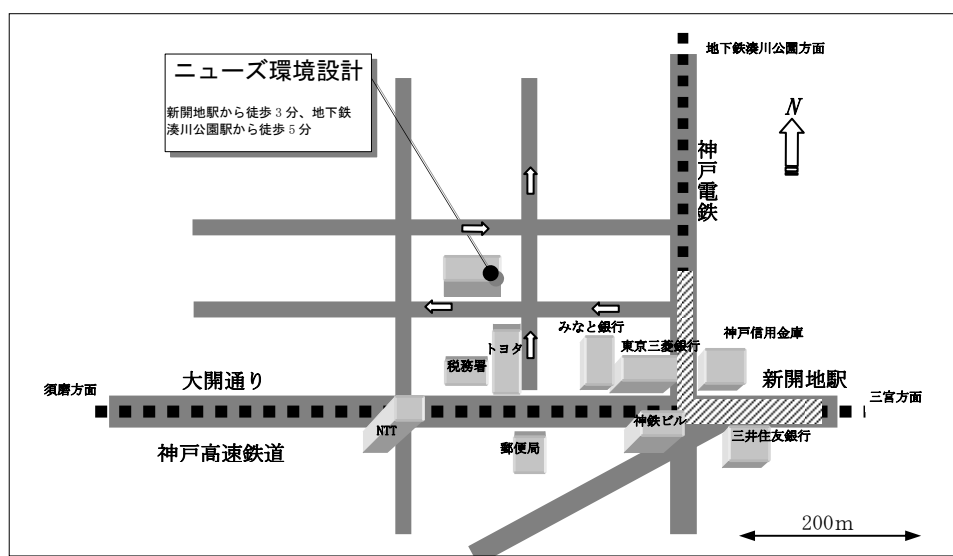 地下鉄湊川公園方面
ニューズ環境設計
新開地駅から徒歩3分、地下鉄
湊川公園駅から徒歩5分
N
神戸電鉄
みなと銀行
神戸信用金庫
トヨタ
東京三菱銀行
税務署
大開通り
新開地駅
須磨方面
三宮方面
NTT
神鉄ビル
郵便局
三井住友銀行
神戸高速鉄道
200m